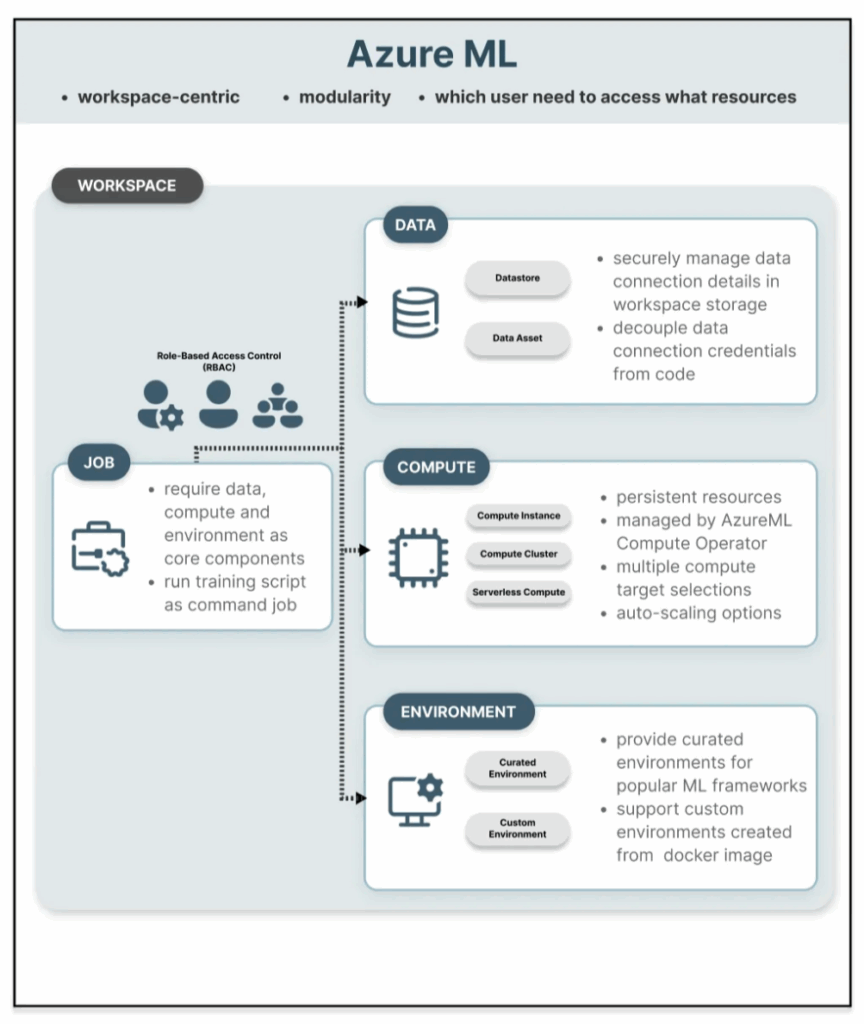 Azure ML
• workspace-centric • modularity • which user need to access what resources
WORKSPACE
DATA
Datastore
Data Asset
• securely manage data
connection details in
workspace storage
• decouple data
connection credentials
from code
Role-Based Access Control
(RBAC)
JOB
• require data,
compute and
environment as
core components
• run training script
as command job
COMPUTE
Compute Instance
Compute Cluster
Serverless Compute
• persistent resources
• managed by AzureML
Compute Operator
• multiple compute
target selections
• auto-scaling options
ENVIRONMENT
Curated
Environment
Custom
Environment
• provide curated
environments for
popular ML frameworks
• support custom
environments created
from  docker image